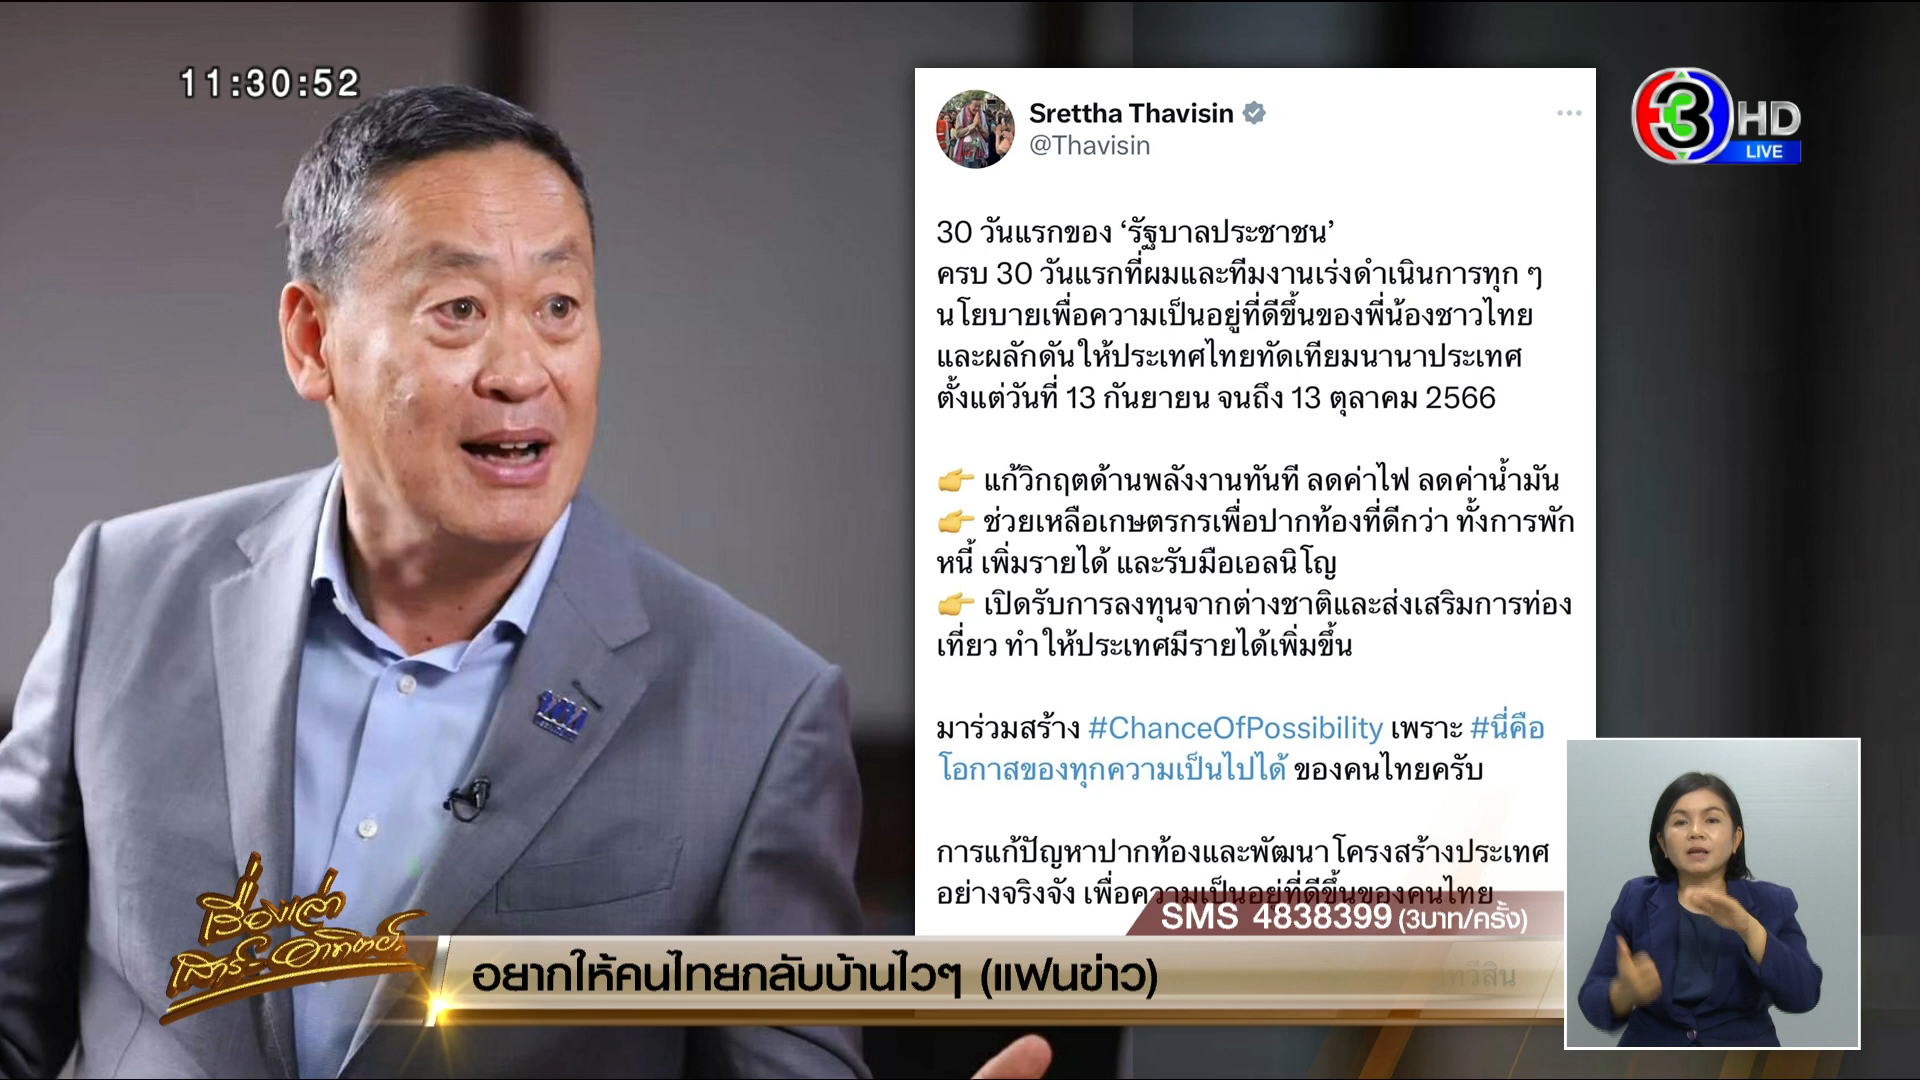 11:30:52
3 HD
LIVE
Srettha Thavisin
@Thavisin
30 วันแรกของ ‘รัฐบาลประชาชน’
ครบ 30 วันแรกที่ผมและทีมงานเร่งดำเนินการทุก ๆ
นโยบายเพื่อความเป็นอยู่ที่ดีขึ้นของพี่น้องชาวไทย
และผลักดันให้ประเทศไทยทัดเทียมนานาประเทศ
ตั้งแต่วันที่ 13 กันยายน จนถึง 13 ตุลาคม 2566
👉 แก้วิกฤตด้านพลังงานทันที ลดค่าไฟ ลดค่าน้ำมัน
👉 ช่วยเหลือเกษตรกรเพื่อปากท้องที่ดีกว่า ทั้งการพัก
หนี้ เพิ่มรายได้ และรับมือเอลนิโญ
👉 เปิดรับการลงทุนจากต่างชาติและส่งเสริมการท่อง
เที่ยว ทำให้ประเทศมีรายได้เพิ่มขึ้น
มาร่วมสร้าง #ChanceOfPossibility เพราะ #นี่คือ
โอกาสของทุกความเป็นไปได้ ของคนไทยครับ
การแก้ปัญหาปากท้องและพัฒนาโครงสร้างประเทศ
อย่างจริงจัง เพื่อความเป็นอยู่ที่ดีขึ้นของคนไทย
SMS 4838399 (3บาท/ครั้ง)
เรื่องเล่า
เสาร์-อาทิตย์
อยากให้คนไทยกลับบ้านไวๆ (แฟนข่าว)
ทวีสิน